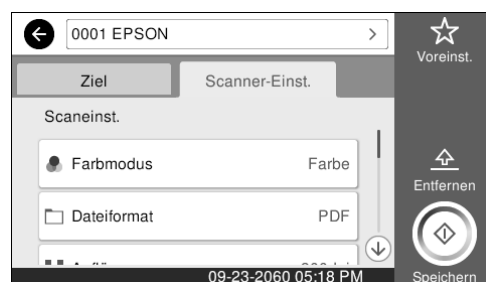 0001 EPSON
Voreinst.
Ziel
Scanner-Einst.
Scaneinst.
Farbmodus
Farbe
Entfernen
Dateiformat
PDF
09-23-2060 05:18 PM
Speichern